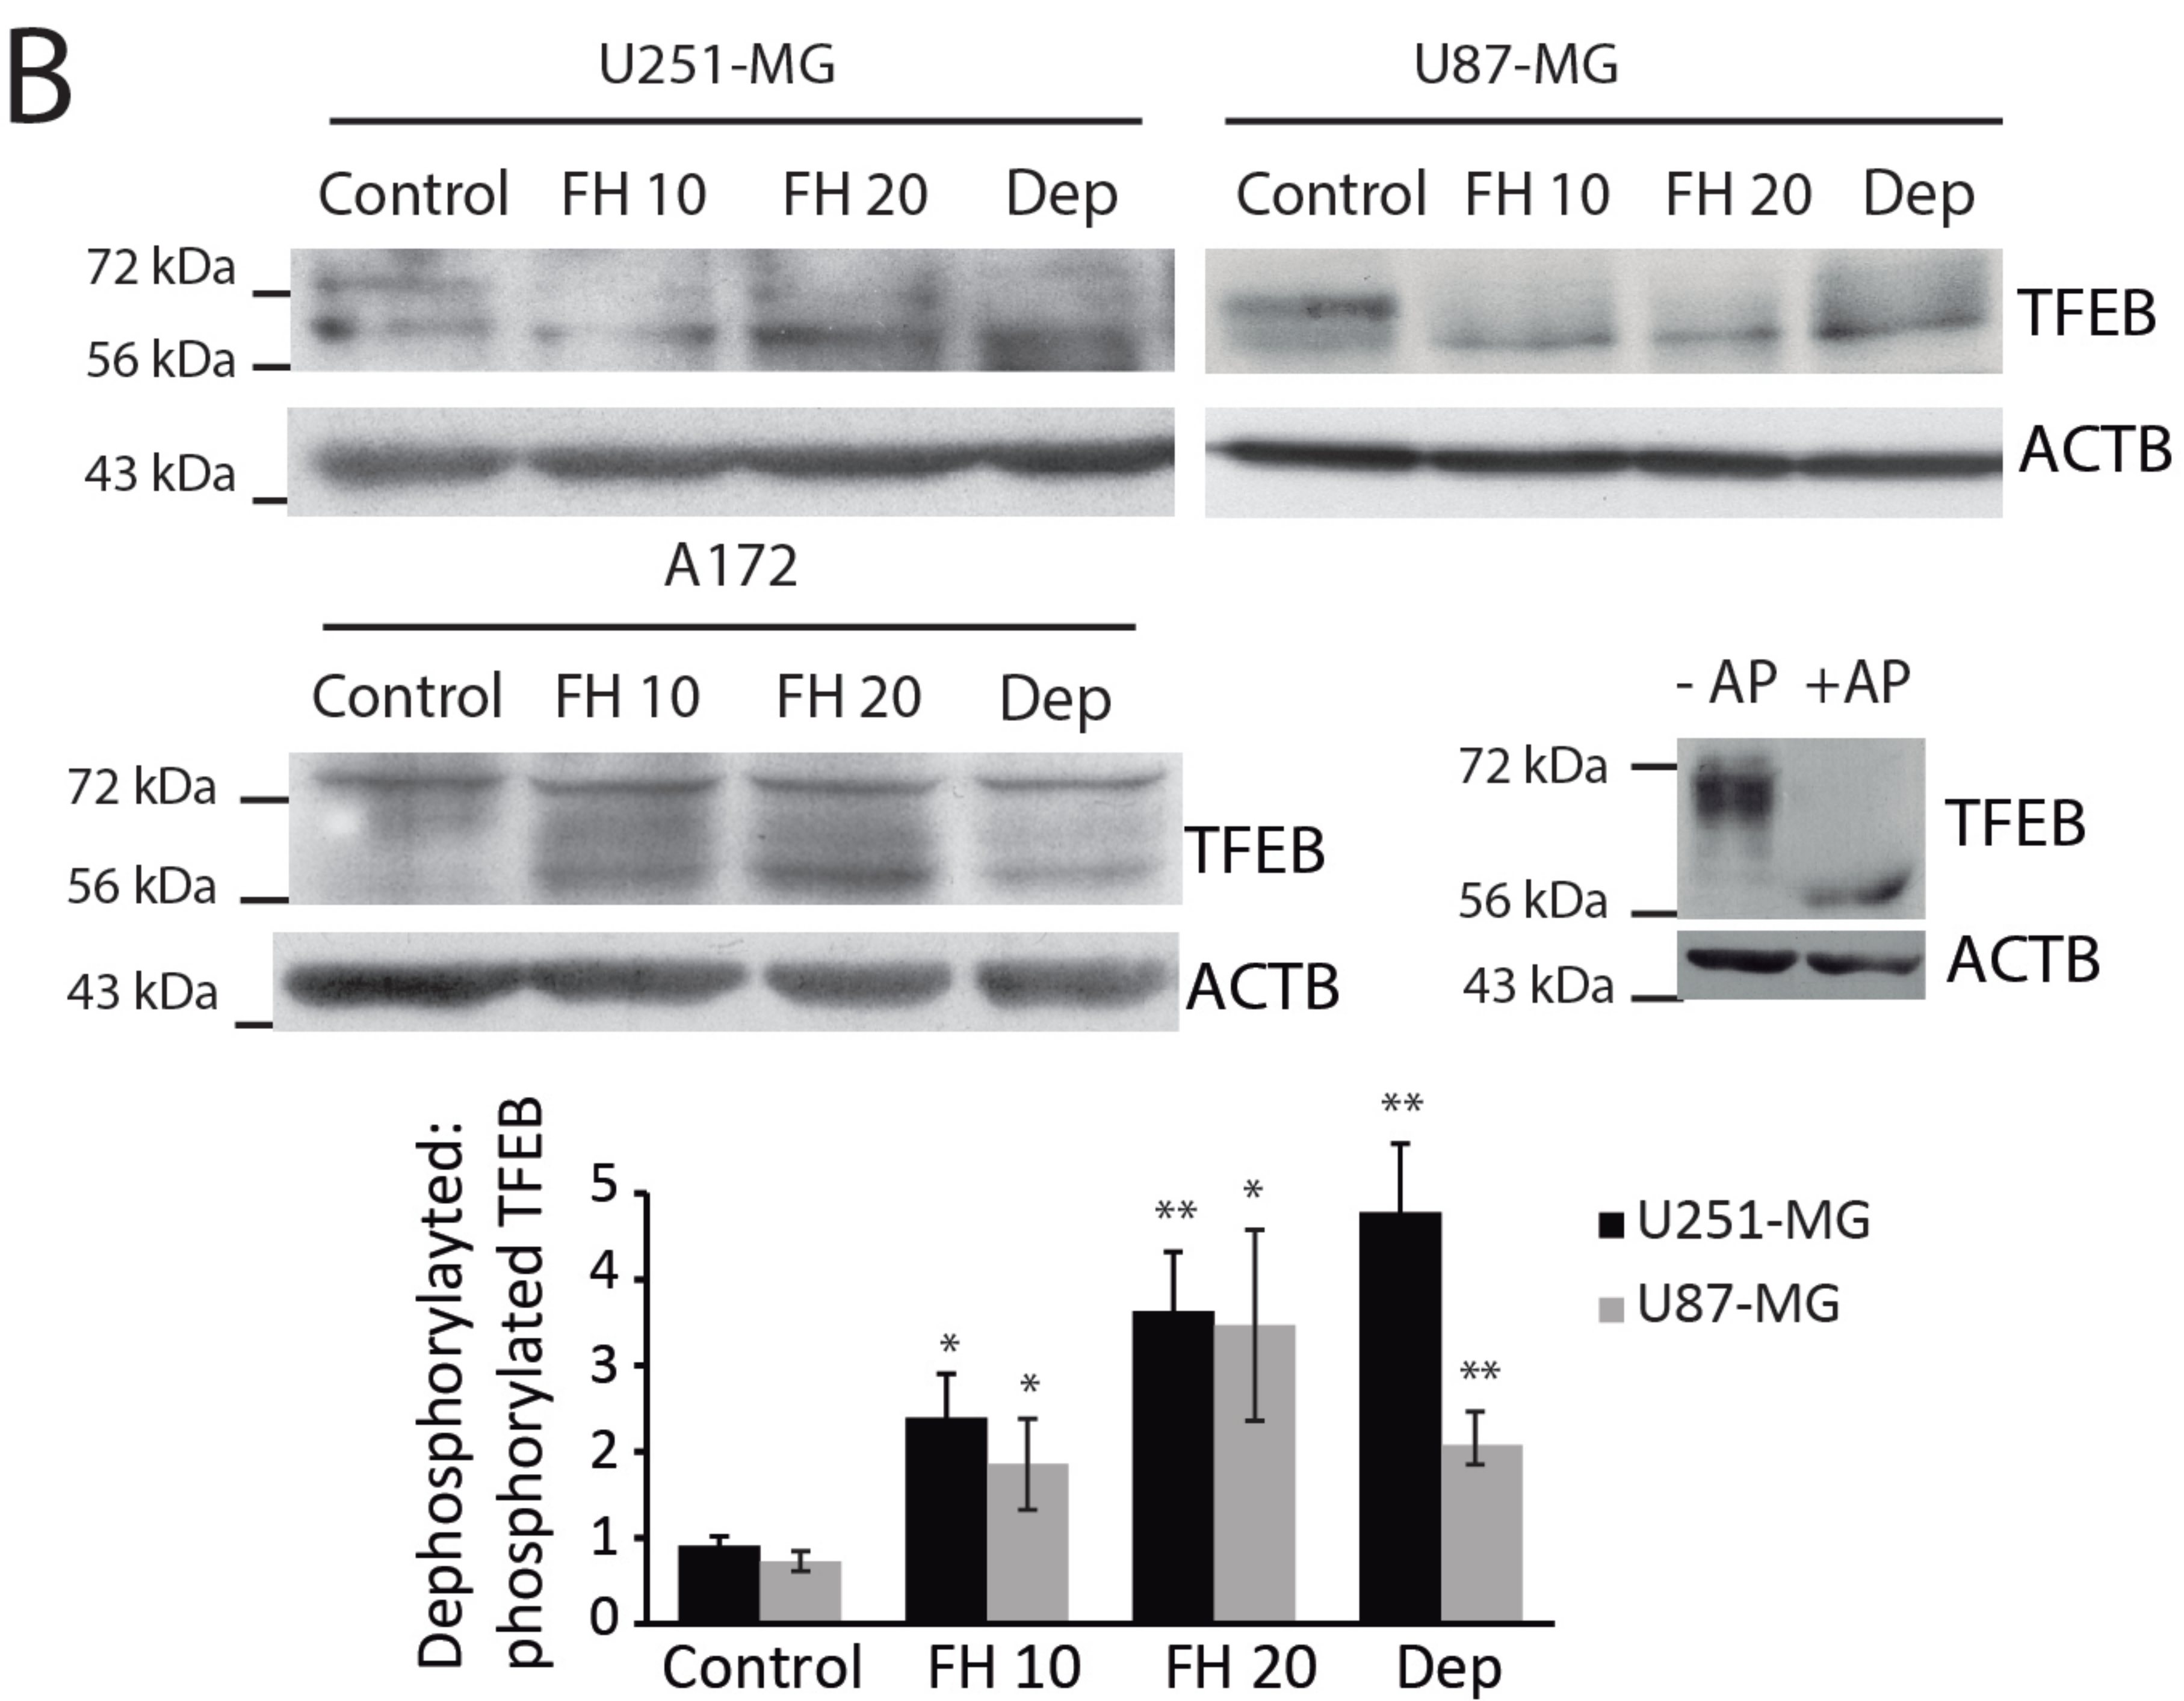 B
U251-MG
U87-MG
Control FH 10 FH 20 Dep
Control FH 10 FH 20 Dep
72 kDa
56 kDa
TFEB
43 kDa
ACTB
A172
Control FH 10 FH 20 Dep
72 kDa
56 kDa
TFEB
43 kDa
ACTB
- AP +AP
72 kDa
56 kDa
TFEB
43 kDa
ACTB
Dephosphorylayted:
phosphorylated TFEB
5
4
3
2
1
0
*
*
**
*
**
**
Control FH 10 FH 20 Dep
U251-MG
U87-MG